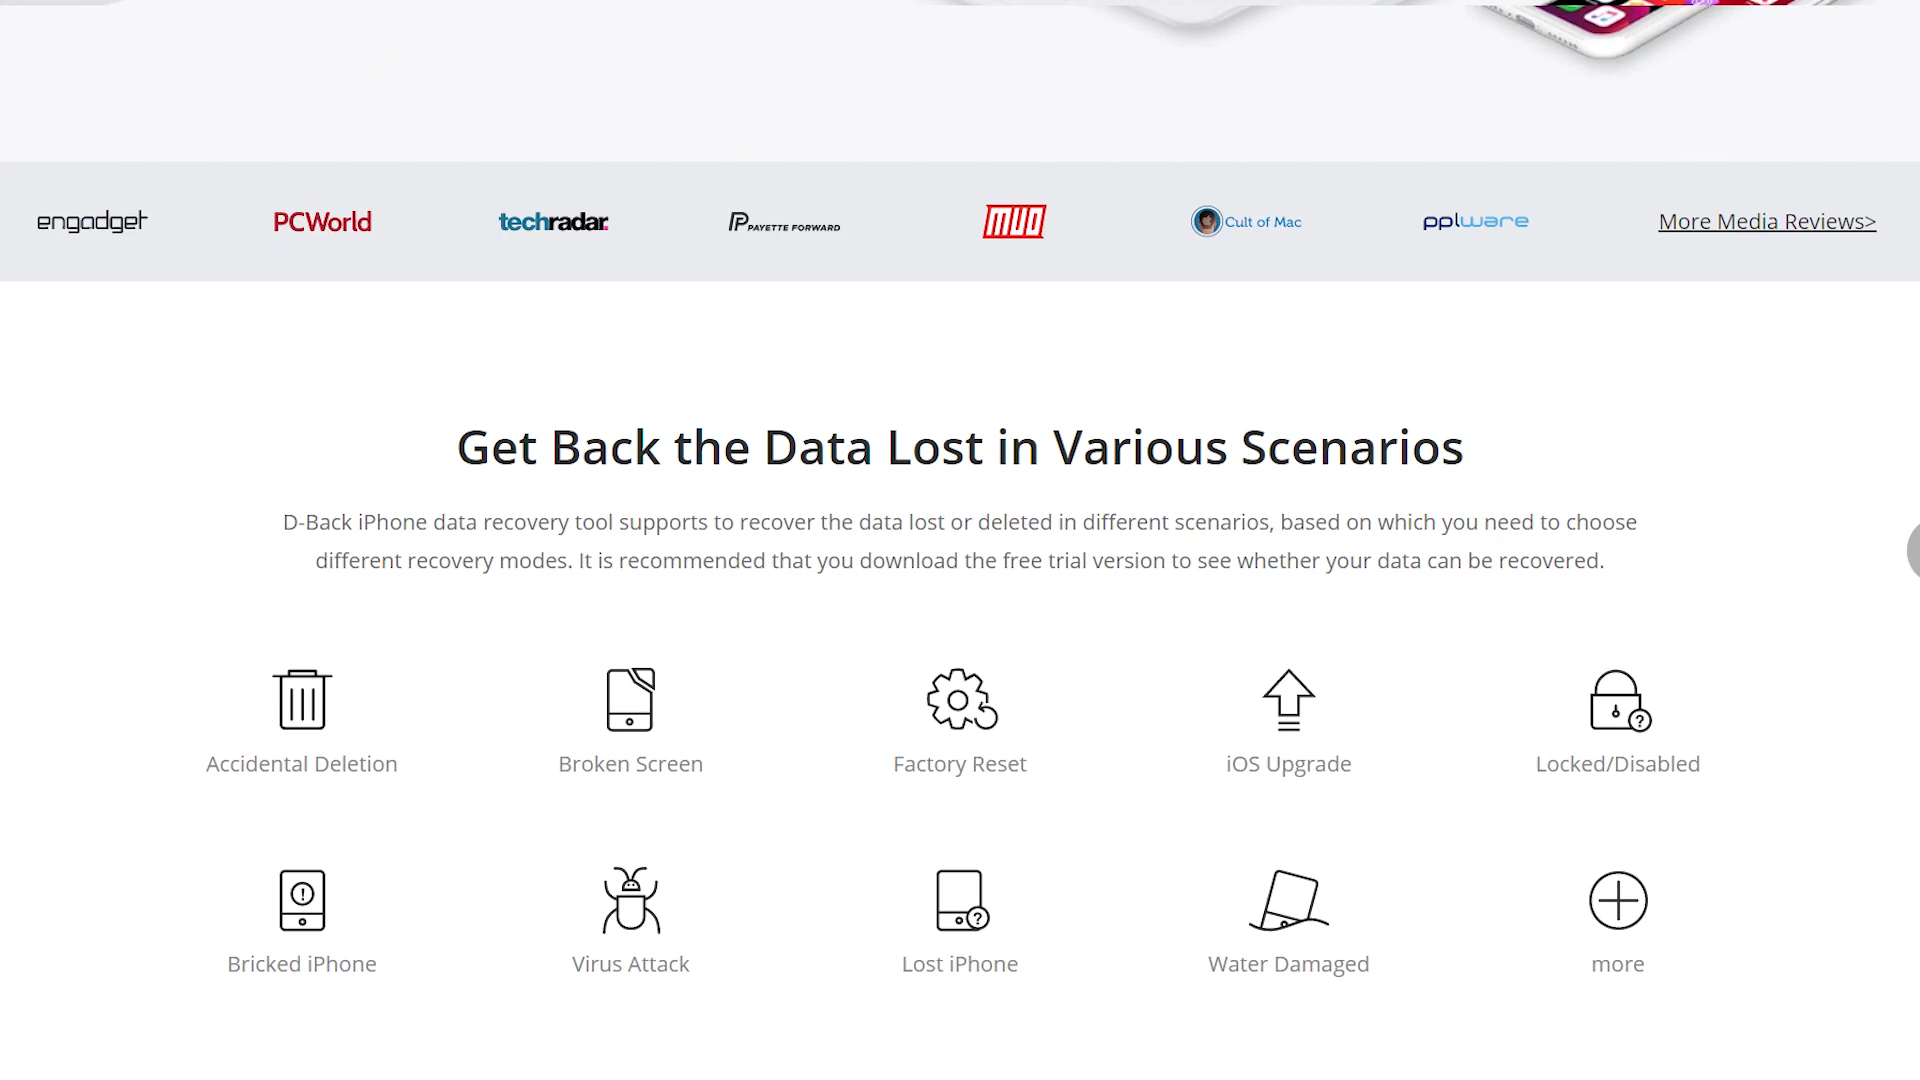 engadget
PCWorld
techradar
PAYETTE FORWARD
MUO
Cult of Mac
pplware
More Media Reviews>
Get Back the Data Lost in Various Scenarios
D-Back iPhone data recovery tool supports to recover the data lost or deleted in different scenarios, based on which you need to choose
different recovery modes. It is recommended that you download the free trial version to see whether your data can be recovered.
Accidental Deletion
Broken Screen
Factory Reset
iOS Upgrade
Locked/Disabled
Bricked iPhone
Virus Attack
Lost iPhone
Water Damaged
more